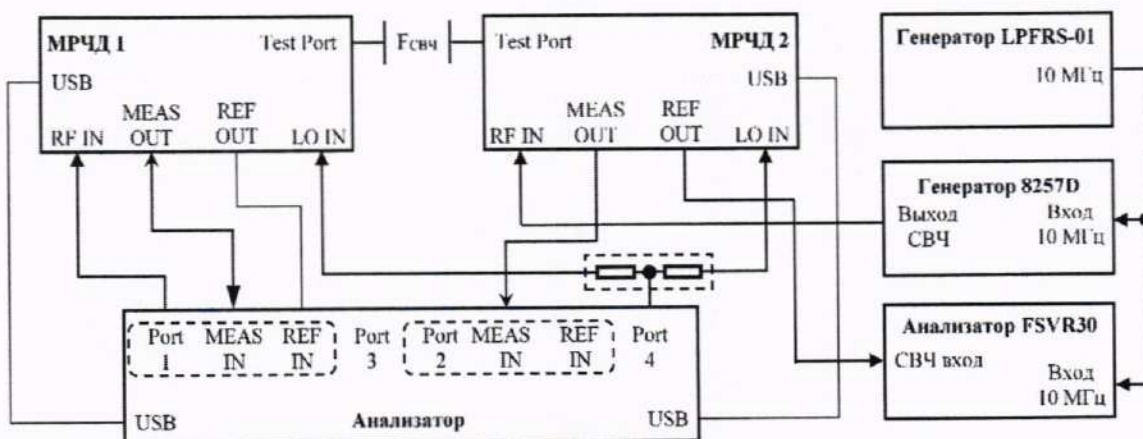 МРЧД 1
Test Port
USB
MEAS REF
OUT OUT
RF IN
LO IN
Fсвч
Test Port
МРЧД 2
USB
MEAS REF
OUT OUT
RF IN
LO IN
Генератор LPFRS-01
10 МГц
Генератор 8257D
Выход Вход
СВЧ 10 МГц
Анализатор FSVR30
СВЧ вход
Вход
10 МГц
Port MEAS REF Port Port MEAS REF Port
1 IN IN 3 2 IN IN 4
USB
Анализатор
USB